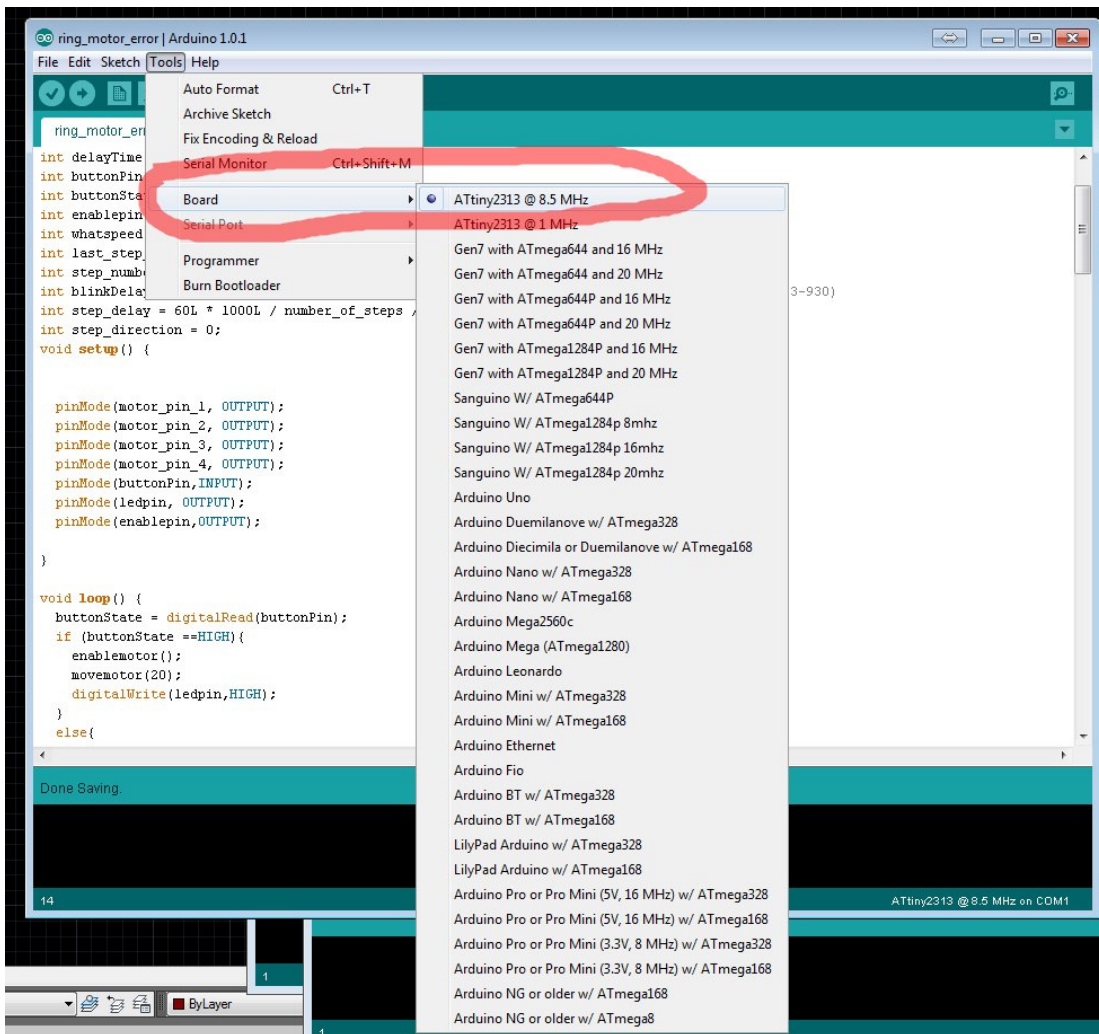 ring_motor_error | Arduino 1.0.1
File Edit Sketch Tools Help
Auto Format Ctrl+T
Archive Sketch
Fix Encoding & Reload
Serial Monitor Ctrl+Shift+M
Board
Serial Port
Programmer
Burn Bootloader
ATtiny2313 @ 8.5 MHz
ATtiny2313 @ 1 MHz
Gen7 with ATmega644 and 16 MHz
Gen7 with ATmega644 and 20 MHz
Gen7 with ATmega644P and 16 MHz
Gen7 with ATmega644P and 20 MHz
Gen7 with ATmega1284P and 16 MHz
Gen7 with ATmega1284P and 20 MHz
Sanguino W/ ATmega644P
Sanguino W/ ATmega1284p 8mhz
Sanguino W/ ATmega1284p 16mhz
Sanguino W/ ATmega1284p 20mhz
Arduino Uno
Arduino Duemilanove w/ ATmega328
Arduino Diecimila or Duemilanove w/ ATmega168
Arduino Nano w/ ATmega328
Arduino Nano w/ ATmega168
Arduino Mega2560c
Arduino Mega (ATmega1280)
Arduino Leonardo
Arduino Mini w/ ATmega328
Arduino Mini w/ ATmega168
Arduino Ethernet
Arduino Fio
Arduino BT w/ ATmega328
Arduino BT w/ ATmega168
LilyPad Arduino w/ ATmega328
LilyPad Arduino w/ ATmega168
Arduino Pro or Pro Mini (5V, 16 MHz) w/ ATmega328
Arduino Pro or Pro Mini (5V, 16 MHz) w/ ATmega168
Arduino Pro or Pro Mini (3.3V, 8 MHz) w/ ATmega328
Arduino Pro or Pro Mini (3.3V, 8 MHz) w/ ATmega168
Arduino NG or older w/ ATmega168
Arduino NG or older w/ ATmega8
ring_motor_err
int delayTime
int buttonPin
int buttonSta
int enablepin
int whatspeed
int last_step_
int step_numb
int blinkDela 3-930)
int step_delay = 60L * 1000L / number_of_steps /
int step_direction = 0;
void setup() {
pinMode(motor_pin_1, OUTPUT);
pinMode(motor_pin_2, OUTPUT);
pinMode(motor_pin_3, OUTPUT);
pinMode(motor_pin_4, OUTPUT);
pinMode(buttonPin,INPUT);
pinMode(ledpin, OUTPUT);
pinMode(enablepin,OUTPUT);
}
void loop() {
buttonState = digitalRead(buttonPin);
if (buttonState ==HIGH){
enablemotor();
movemotor(20);
digitalWrite(ledpin,HIGH);
}
else{
Done Saving.
14 ATtiny2313 @ 8.5 MHz on COM1
1
ByLayer
1